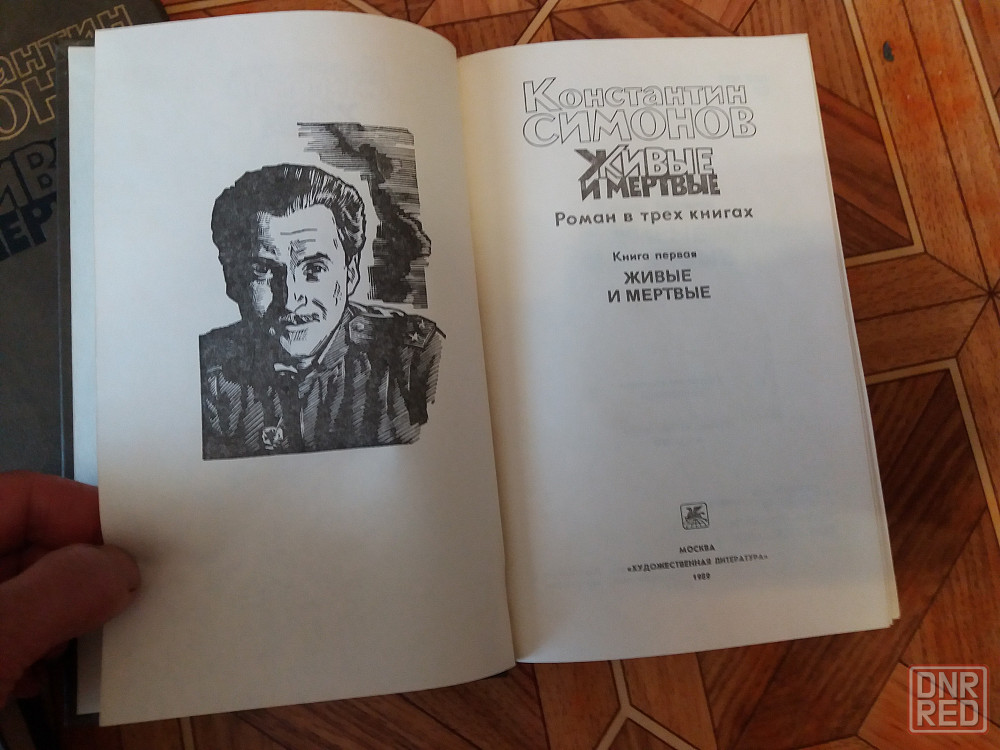 Константин
СИМОНОВ
ЖИВЫЕ
И МЕРТВЫЕ
Роман в трех книгах
Книга первая
ЖИВЫЕ
И МЕРТВЫЕ
МОСКВА
«ХУДОЖЕСТВЕННАЯ ЛИТЕРАТУРА»
1989
DNR
RED